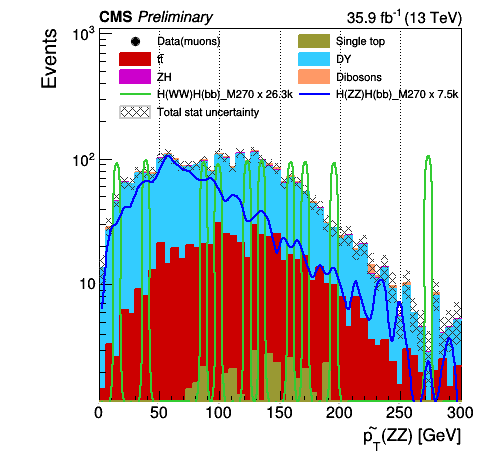 CMS Preliminary 35.9 fb⁻¹ (13 TeV)
Events
Data(muons) Single top
tt̄ DY
ZH Dibosons
H(WW)H(bb)_M270 x 26.3k H(ZZ)H(bb)_M270 x 7.5k
Total stat uncertainty
10³
10²
10
0 50 100 150 200 250 300
p̃_T(ZZ) [GeV]